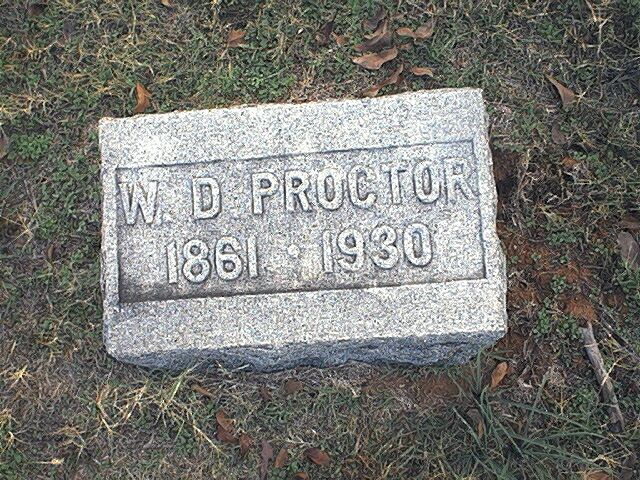 W. D. PROCTOR
1861 · 1930